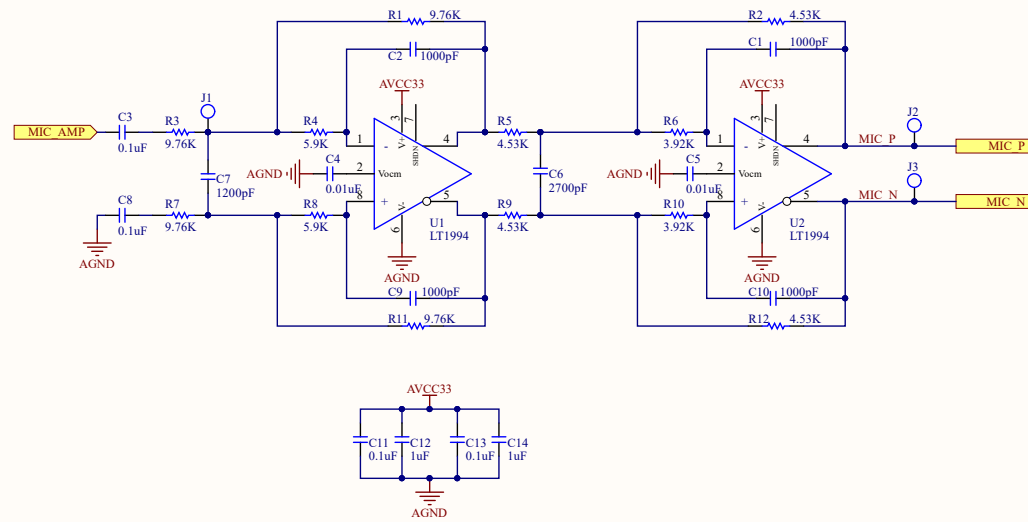 R1 9.76K
C2 1000pF
R2 4.53K
C1 1000pF
AVCC33
AVCC33
MIC_AMP
C3
0.1uF
R3
9.76K
J1
R4
5.9K
C7
1200pF
AGND
C4
0.01uF
1
2
8
3
7
4
5
6
-
+
V+
SHDN
Vocm
V-
U1
LT1994
R5
4.53K
C6
2700pF
R6
3.92K
AGND
C5
0.01uF
1
2
8
3
7
4
5
6
-
+
V+
SHDN
Vocm
V-
U2
LT1994
MIC_P
J2
MIC_P
J3
MIC_N
MIC_N
C8
0.1uF
R7
9.76K
AGND
R8
5.9K
R9
4.53K
R10
3.92K
AGND
AGND
C9 1000pF
R11 9.76K
C10 1000pF
R12 4.53K
AVCC33
C11
0.1uF
C12
1uF
C13
0.1uF
C14
1uF
AGND